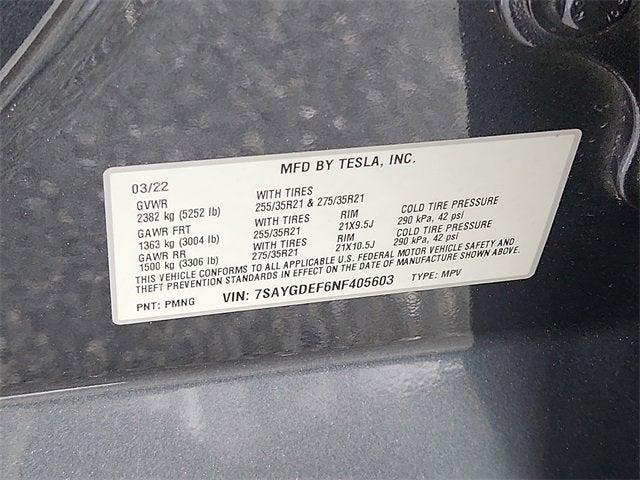 MFD BY TESLA, INC.
03/22
GVWR WITH TIRES
2382 kg (5252 lb) 255/35R21 & 275/35R21
GAWR FRT WITH TIRES RIM COLD TIRE PRESSURE
1363 kg (3004 lb) 255/35R21 21X9.5J 290 kPa, 42 psi
GAWR RR WITH TIRES RIM COLD TIRE PRESSURE
1500 kg (3306 lb) 275/35R21 21X10.5J 290 kPa, 42 psi
THIS VEHICLE CONFORMS TO ALL APPLICABLE U.S. FEDERAL MOTOR VEHICLE SAFETY AND
THEFT PREVENTION STANDARDS IN EFFECT ON THE DATE OF MANUFACTURE SHOWN ABOVE.
PNT: PMNG VIN: 7SAYGDEF6NF405603 TYPE: MPV